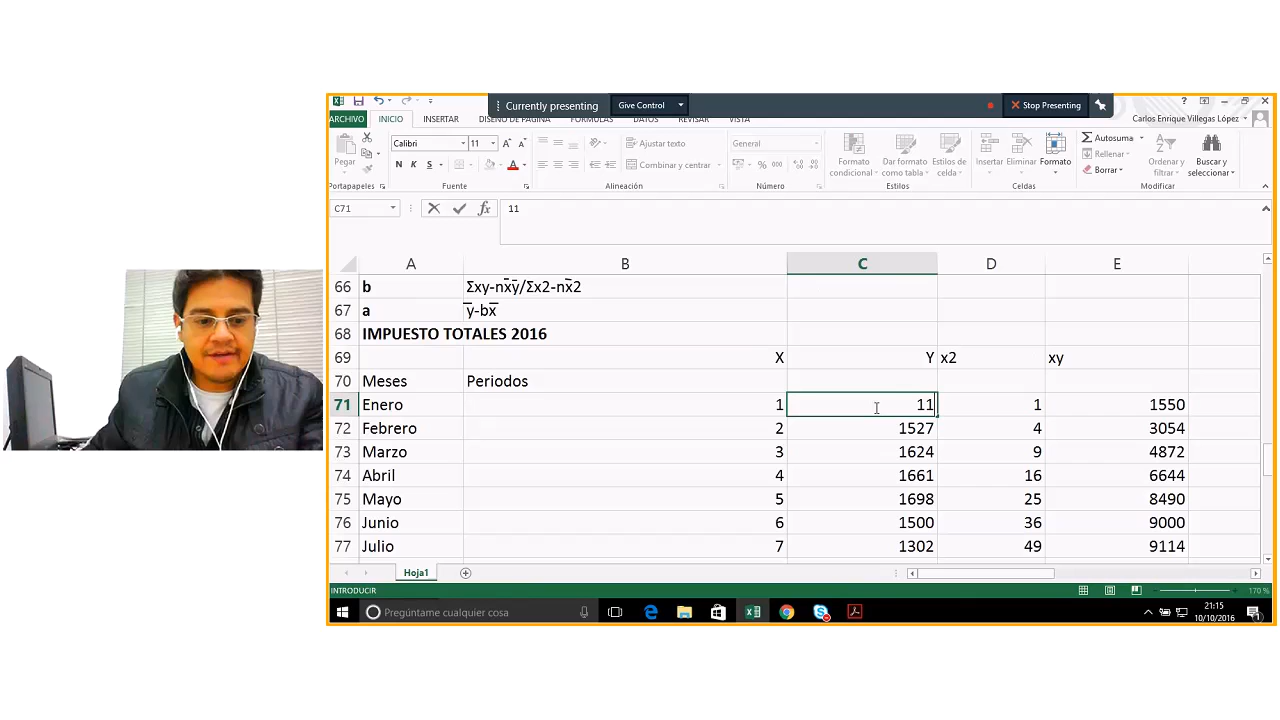 Currently presenting
Give Control
Stop Presenting
ARCHIVO
INICIO
INSERTAR
DISEÑO DE PÁGINA
FÓRMULAS
DATOS
REVISAR
VISTA
Carlos Enrique Villegas López
Calibri 11
Ajustar texto
General
Autosuma
Pegar
N K S
Combinar y centrar
% 000
Formato condicional
Dar formato como tabla
Estilos de celda
Insertar
Eliminar
Formato
Rellenar
Borrar
Ordenar y filtrar
Buscar y seleccionar
Portapapeles
Fuente
Alineación
Número
Estilos
Celdas
Modificar
C71 fx 11
A B C D E
66 b Σxy-nx̅y̅/Σx2-nx̅2
67 a y̅-bx̅
68 IMPUESTO TOTALES 2016
69 X Y x2 xy
70 Meses Periodos
71 Enero 1 11 1 1550
72 Febrero 2 1527 4 3054
73 Marzo 3 1624 9 4872
74 Abril 4 1661 16 6644
75 Mayo 5 1698 25 8490
76 Junio 6 1500 36 9000
77 Julio 7 1302 49 9114
Hoja1
INTRODUCIR
170 %
Pregúntame cualquier cosa
21:15
10/10/2016